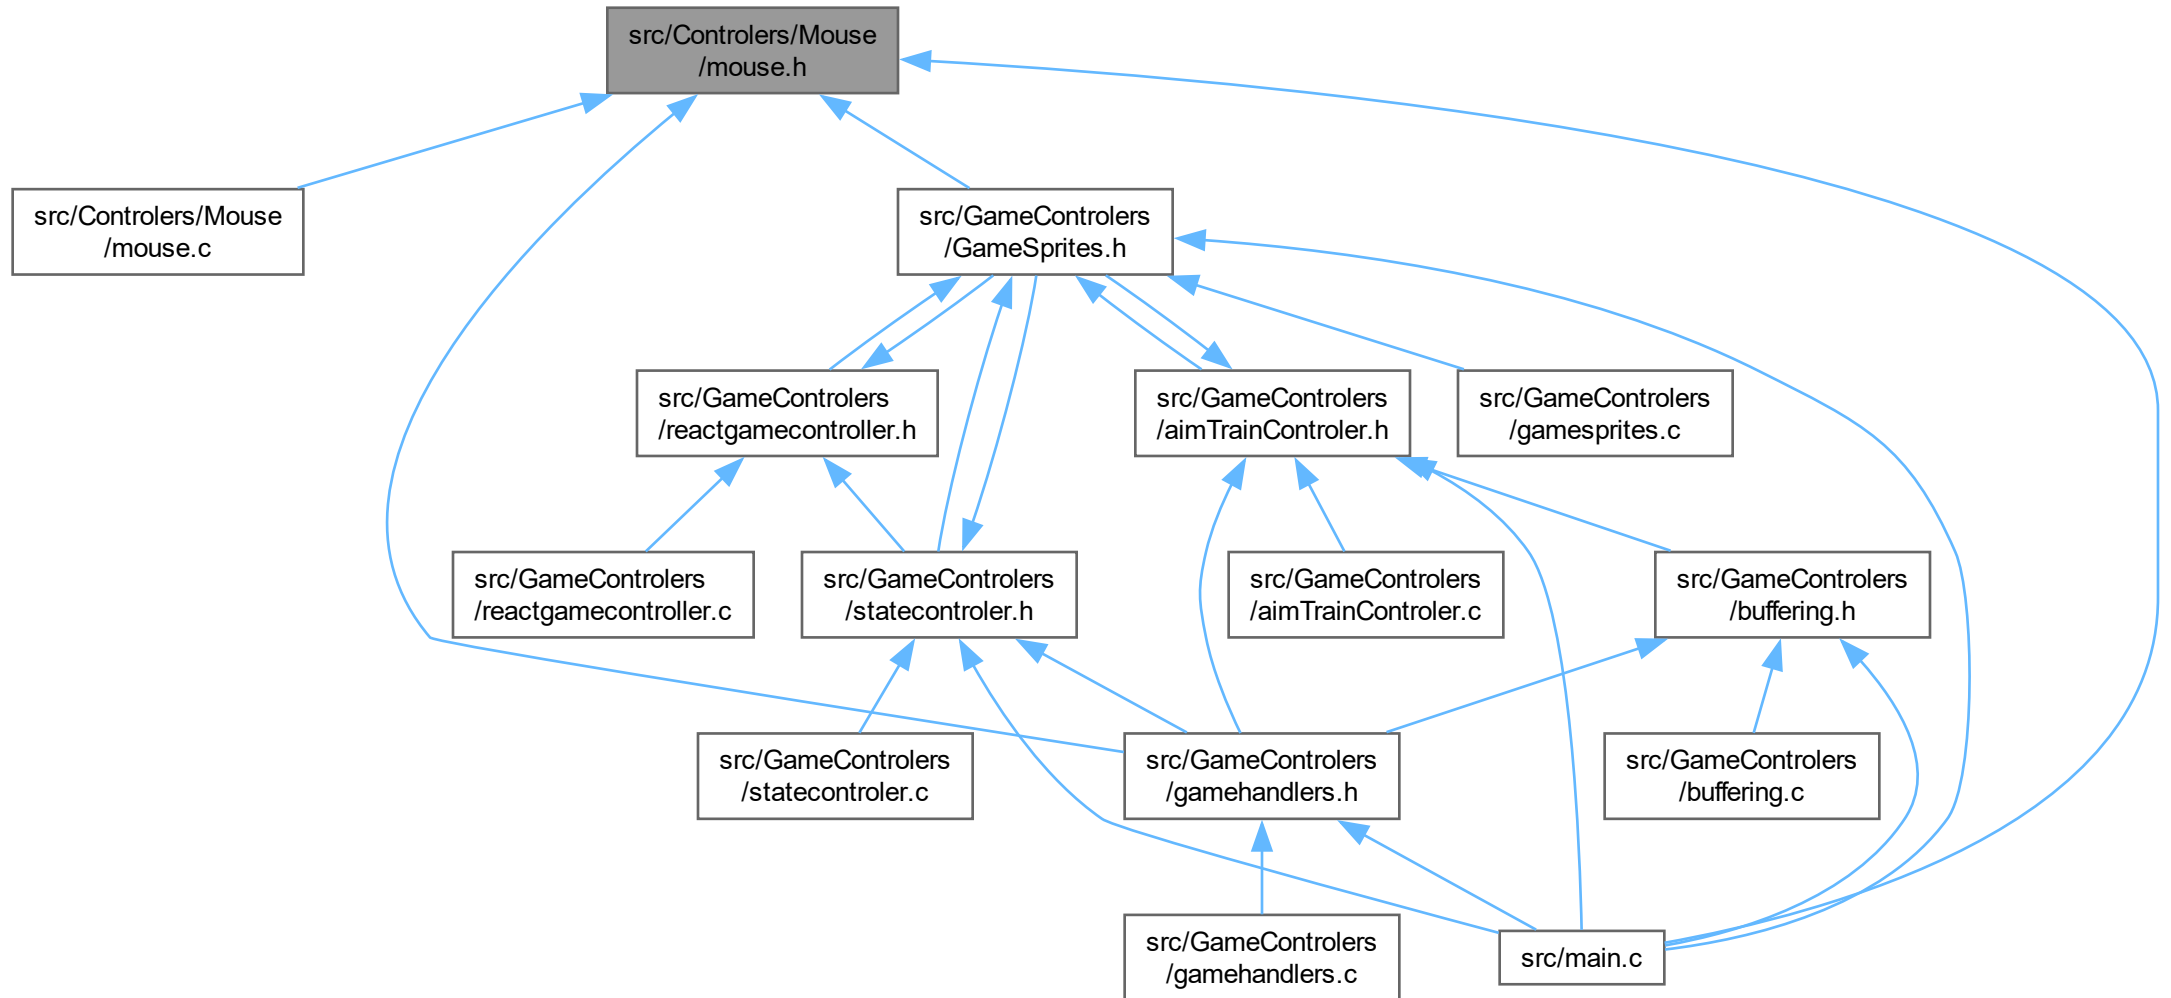 src/Controlers/Mouse
/mouse.h
src/Controlers/Mouse
/mouse.c
src/GameControlers
/GameSprites.h
src/GameControlers
/reactgamecontroller.h
src/GameControlers
/aimTrainControler.h
src/GameControlers
/gamesprites.c
src/GameControlers
/reactgamecontroller.c
src/GameControlers
/statecontroler.h
src/GameControlers
/aimTrainControler.c
src/GameControlers
/buffering.h
src/GameControlers
/statecontroler.c
src/GameControlers
/gamehandlers.h
src/GameControlers
/buffering.c
src/GameControlers
/gamehandlers.c
src/main.c